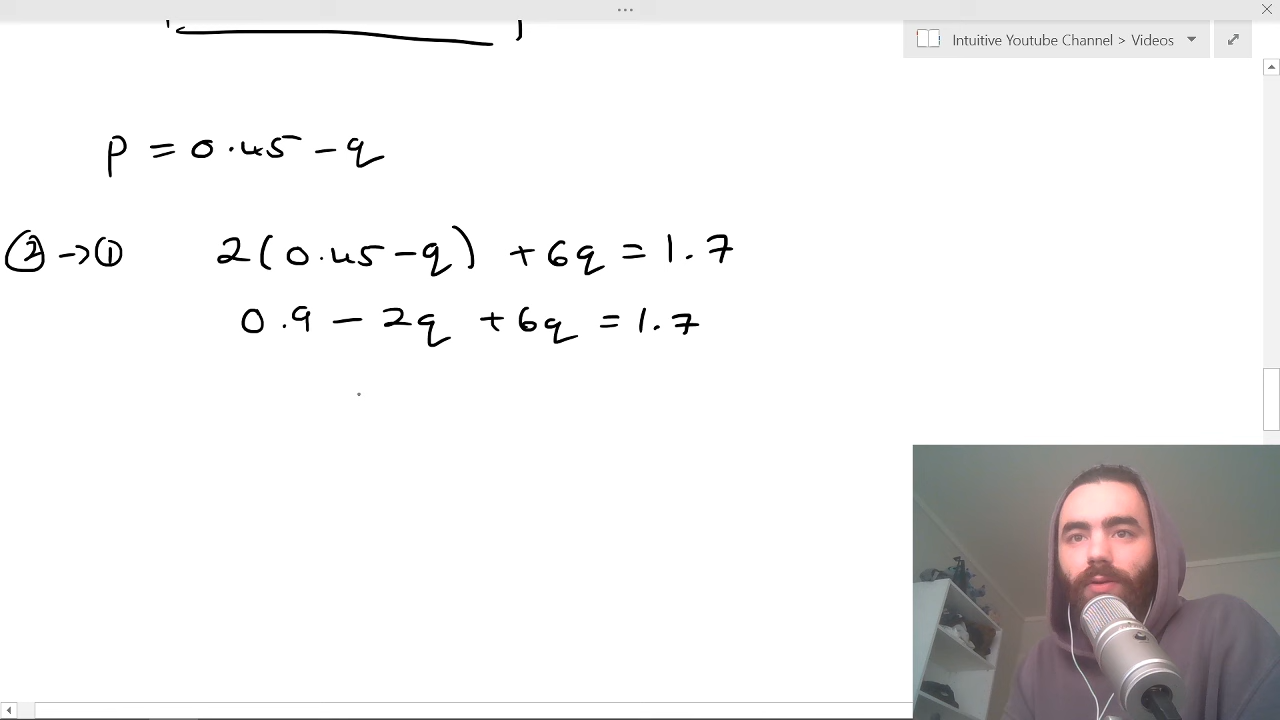 Intuitive Youtube Channel > Videos
p = 0.45 - q
② → ① 2(0.45 - q) + 6q = 1.7
0.9 - 2q + 6q = 1.7